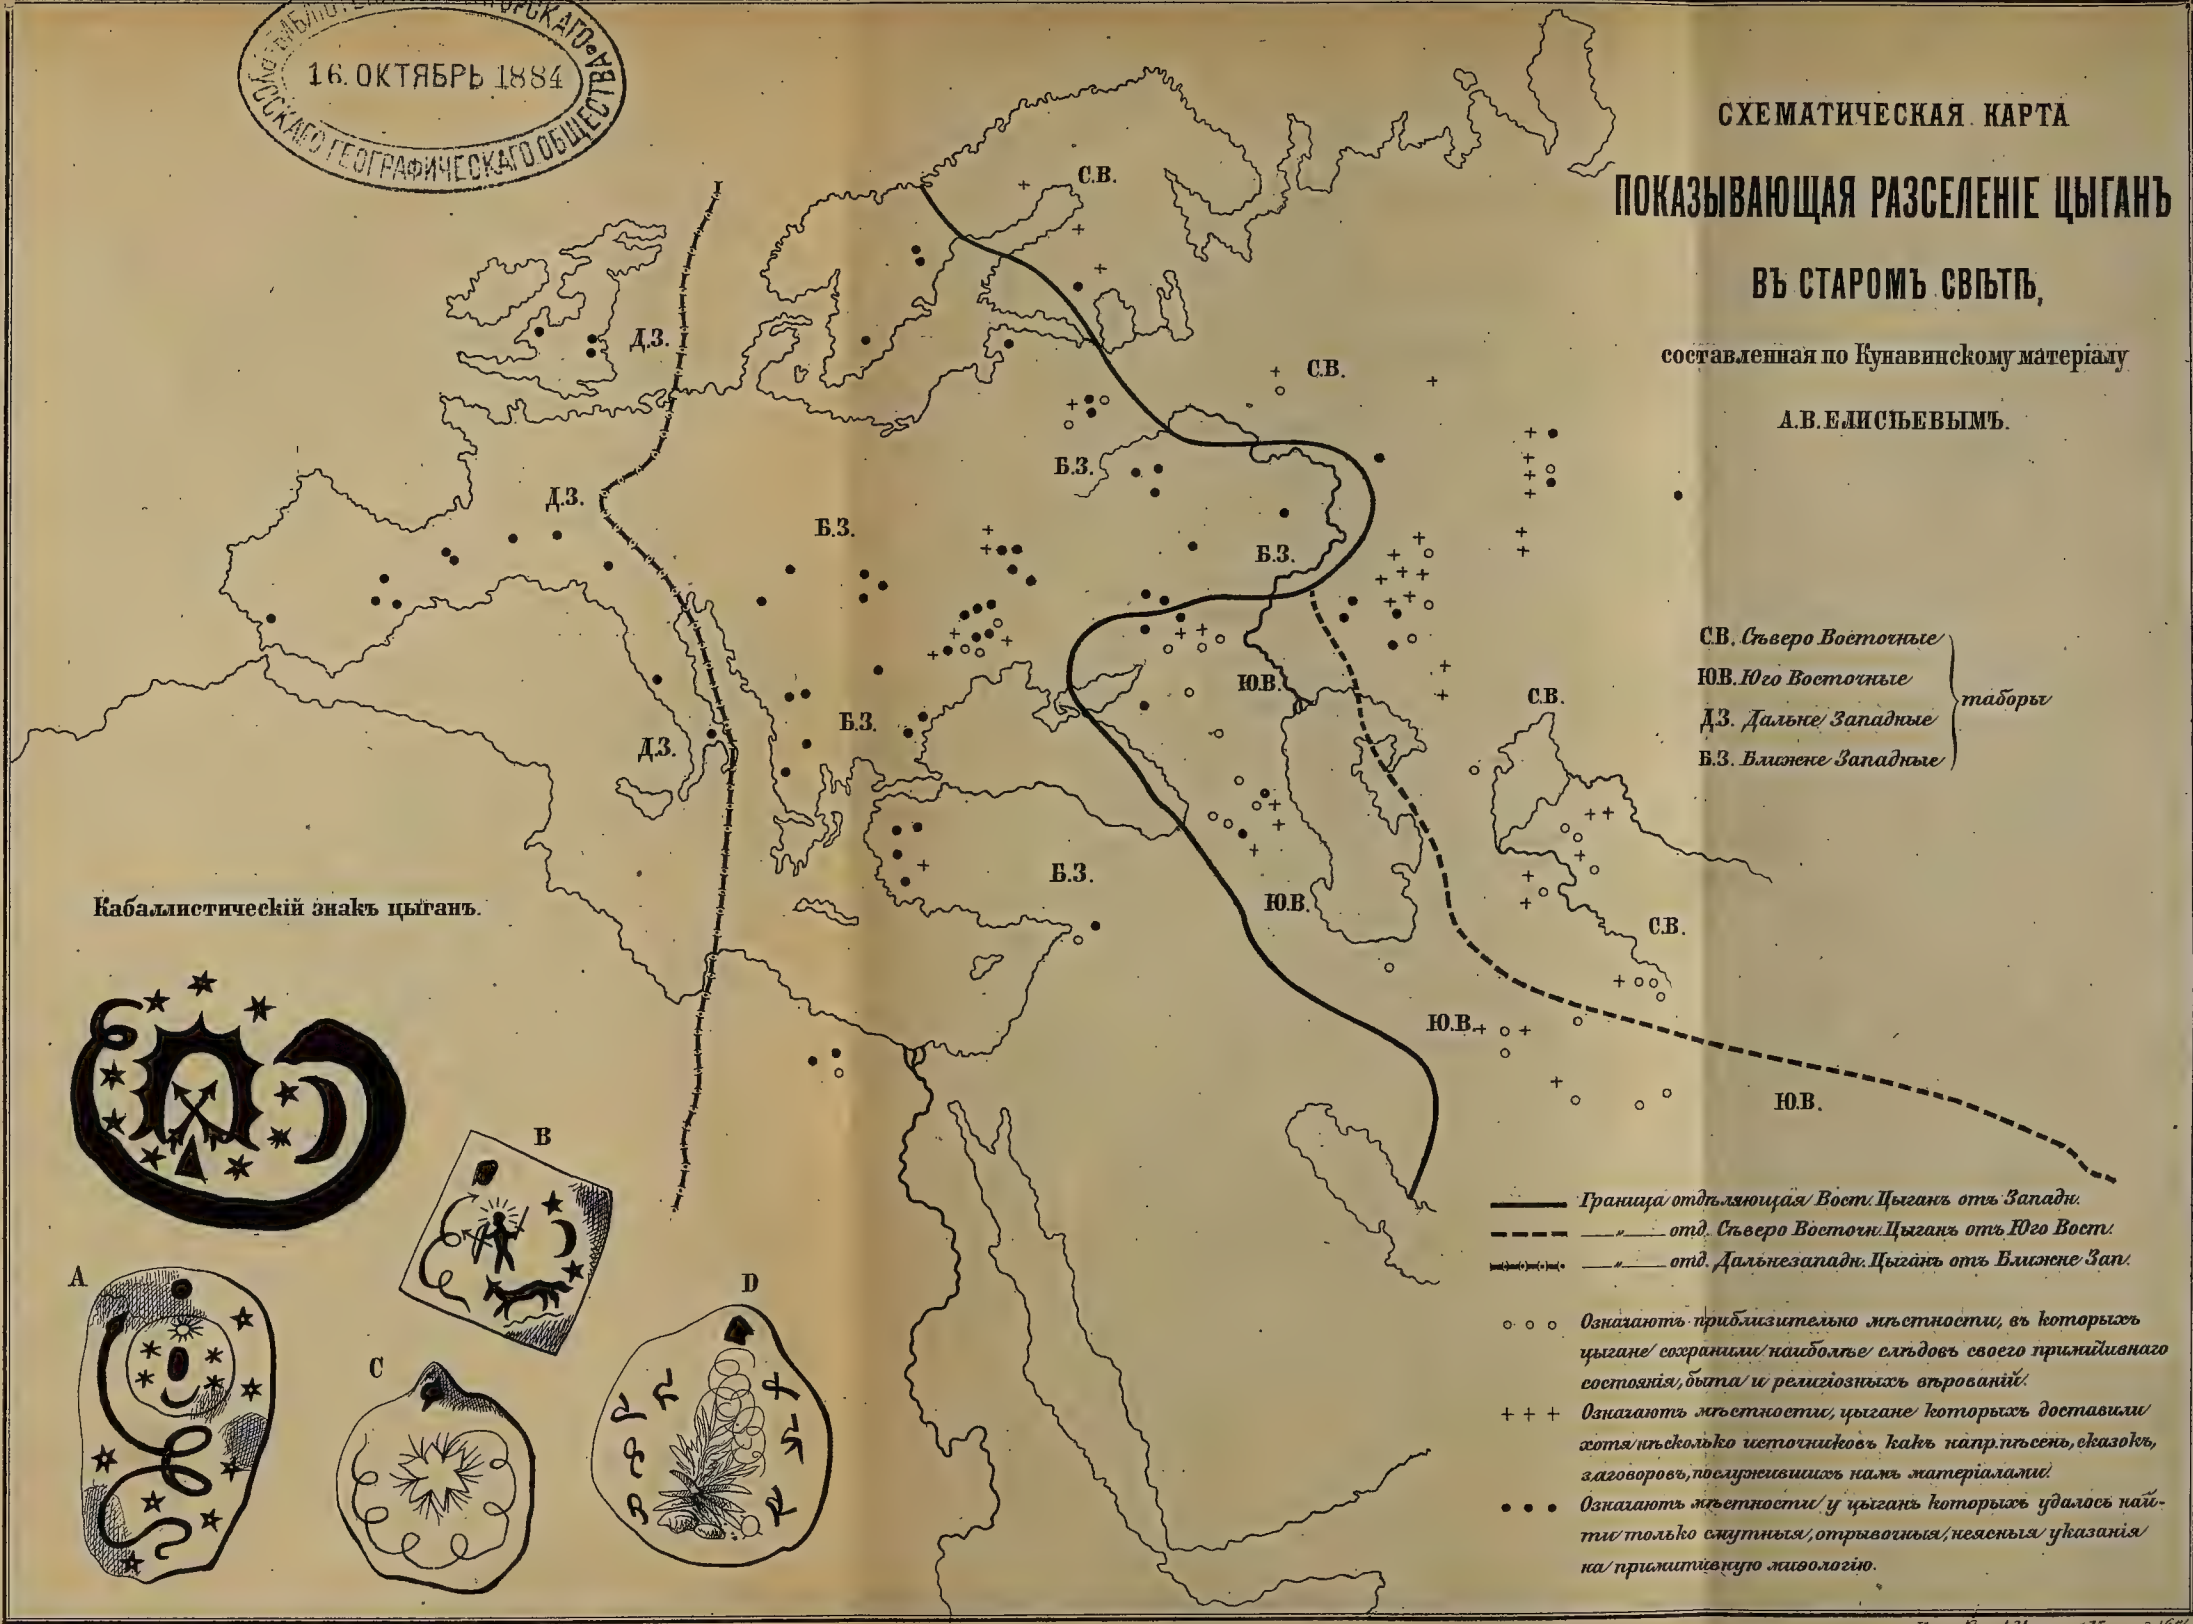 БИБЛІОТЕКА
РУССКАГО ГЕОГРАФИЧЕСКАГО ОБЩЕСТВА
16. ОКТЯБРЬ 1884
СХЕМАТИЧЕСКАЯ КАРТА
ПОКАЗЫВАЮЩАЯ РАЗСЕЛЕНІЕ ЦЫГАНЪ
ВЪ СТАРОМЪ СВѢТѢ,
составленная по Кунавинскому матеріалу
А.В.ЕЛИСѢЕВЫМЪ.
С.В.
Д.З.
С.В.
Б.З.
Д.З.
Б.З.
Б.З.
Ю.В.
С.В.
Б.З.
Д.З.
Б.З.
Ю.В.
С.В.
Ю.В.
Ю.В.
С.В. Сѣверо Восточные
Ю.В. Юго Восточные
Д.З. Дальне Западные
Б.З. Ближне Западные
таборы
Кабаллистическій знакъ цыганъ.
A
B
C
D
Граница отдѣляющая Вост. Цыганъ отъ Западн.
—„— отд. Сѣверо Восточн. Цыганъ отъ Юго Вост.
—„— отд. Дальнезападн. Цыганъ отъ Ближне Зап.
Означаютъ приблизительно мѣстности, въ которыхъ
цыгане сохранили наиболѣе слѣдовъ своего примитивнаго
состоянія, быта и религіозныхъ вѣрованій.
+ + + Означаютъ мѣстности, цыгане которыхъ доставили
хотя нѣсколько источниковъ какъ напр. пѣсень, сказокъ,
заговоровъ, послужившихъ намъ матеріалами.
Означаютъ мѣстности у цыганъ которыхъ удалось най-
ти только смутныя, отрывочныя, неясныя указанія
на примитивную миѳологію.